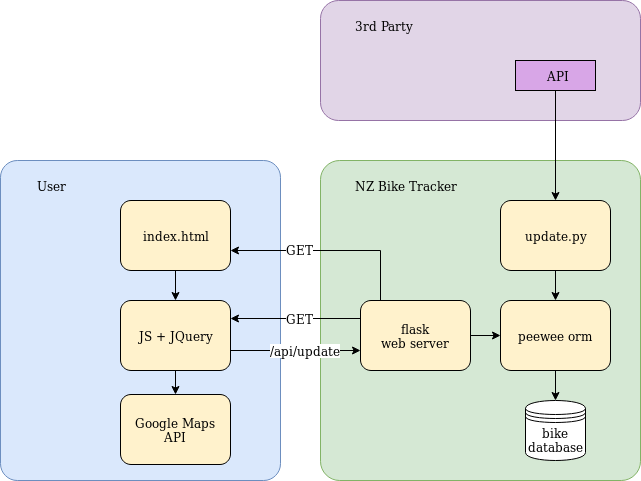 3rd Party
API
User
NZ Bike Tracker
index.html
update.py
GET
GET
JS + JQuery
/api/update
flask
web server
peewee orm
Google Maps
API
bike
database